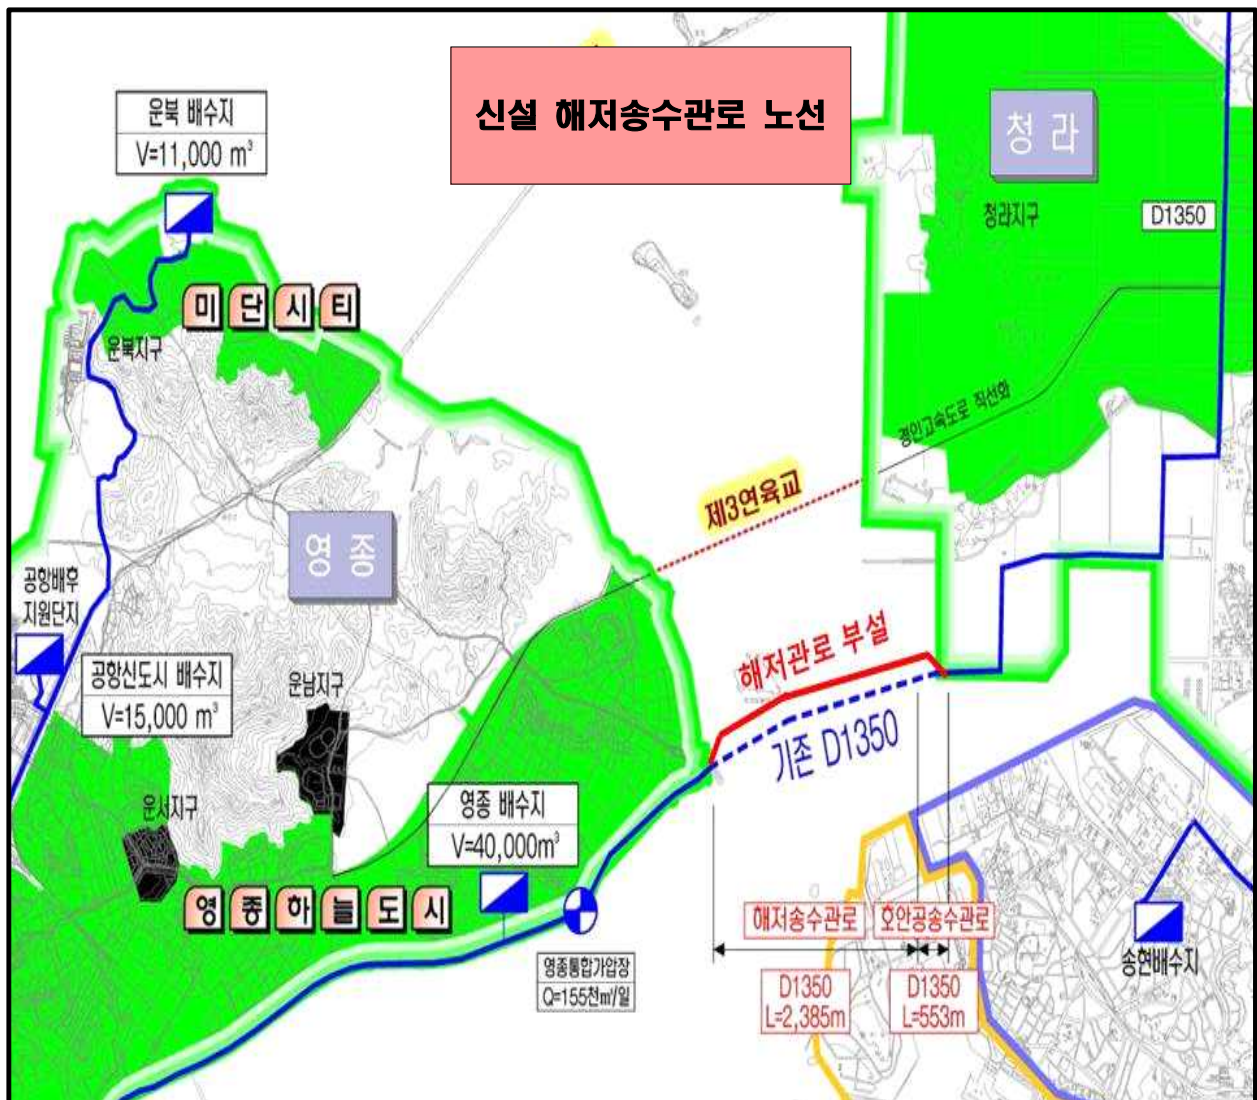 신설 해저송수관로 노선
운북 배수지
V=11,000 m³
청 라
청라지구
D1350
미단시티
운북지구
경인고속도로 직선화
제3연육교
영 종
공항배후
지원단지
해저관로 부설
공항신도시 배수지
V=15,000 m³
운남지구
기존 D1350
영종 배수지
V=40,000m³
운서지구
영종하늘도시
해저송수관로
호안공송수관로
송현배수지
영종통합가압장
Q=155천㎥/일
D1350
L=2,385m
D1350
L=553m